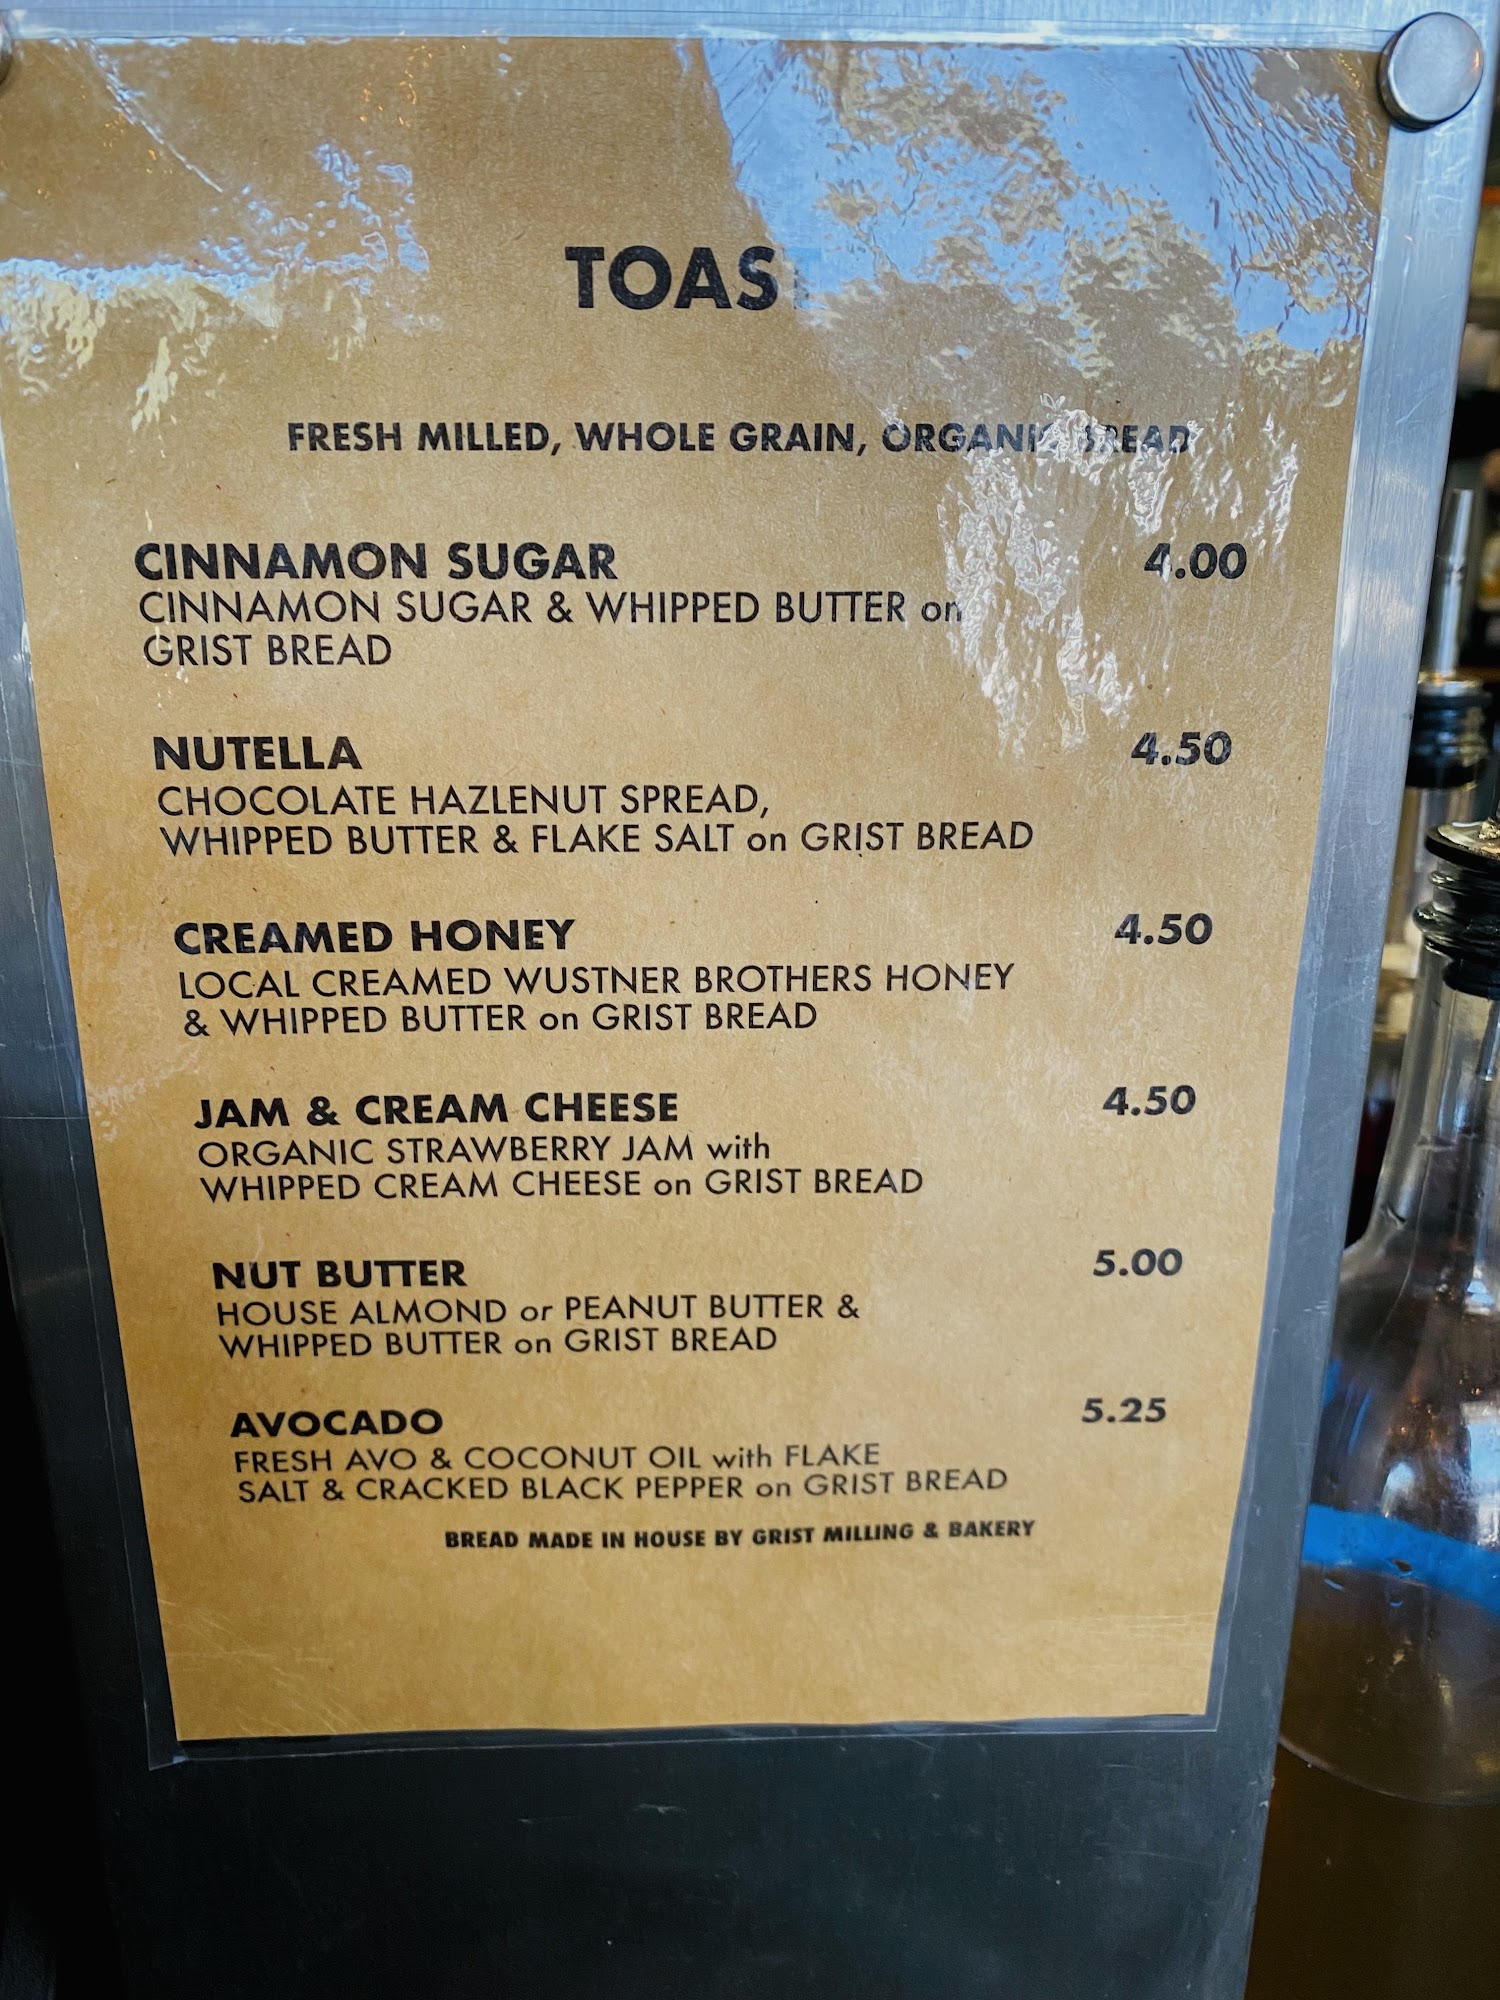 TOAST
FRESH MILLED, WHOLE GRAIN, ORGANIC BREAD
CINNAMON SUGAR 4.00
CINNAMON SUGAR & WHIPPED BUTTER on
GRIST BREAD
NUTELLA 4.50
CHOCOLATE HAZLENUT SPREAD,
WHIPPED BUTTER & FLAKE SALT on GRIST BREAD
CREAMED HONEY 4.50
LOCAL CREAMED WUSTNER BROTHERS HONEY
& WHIPPED BUTTER on GRIST BREAD
JAM & CREAM CHEESE 4.50
ORGANIC STRAWBERRY JAM with
WHIPPED CREAM CHEESE on GRIST BREAD
NUT BUTTER 5.00
HOUSE ALMOND or PEANUT BUTTER &
WHIPPED BUTTER on GRIST BREAD
AVOCADO 5.25
FRESH AVO & COCONUT OIL with FLAKE
SALT & CRACKED BLACK PEPPER on GRIST BREAD
BREAD MADE IN HOUSE BY GRIST MILLING & BAKERY